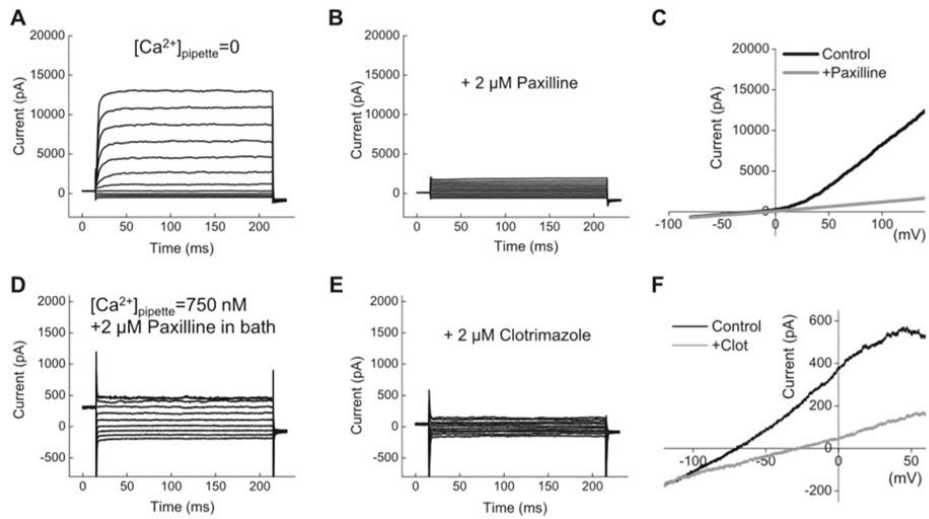 A
[Ca2+]pipette=0
Current (pA)
20000
15000
10000
5000
0
0 50 100 150 200
Time (ms)
B
+ 2 µM Paxilline
Current (pA)
20000
15000
10000
5000
0
0 50 100 150 200
Time (ms)
C
Control
+Paxilline
Current (pA)
20000
15000
10000
5000
0
-100 -50 0 50 100
(mV)
D
[Ca2+]pipette=750 nM
+2 µM Paxilline in bath
Current (pA)
2000
1500
1000
500
0
-500
0 50 100 150 200
Time (ms)
E
+ 2 µM Clotrimazole
Current (pA)
2000
1500
1000
500
0
-500
0 50 100 150 200
Time (ms)
F
Control
+Clot
Current (pA)
600
400
200
0
-200
-100 -50 0 50
(mV)